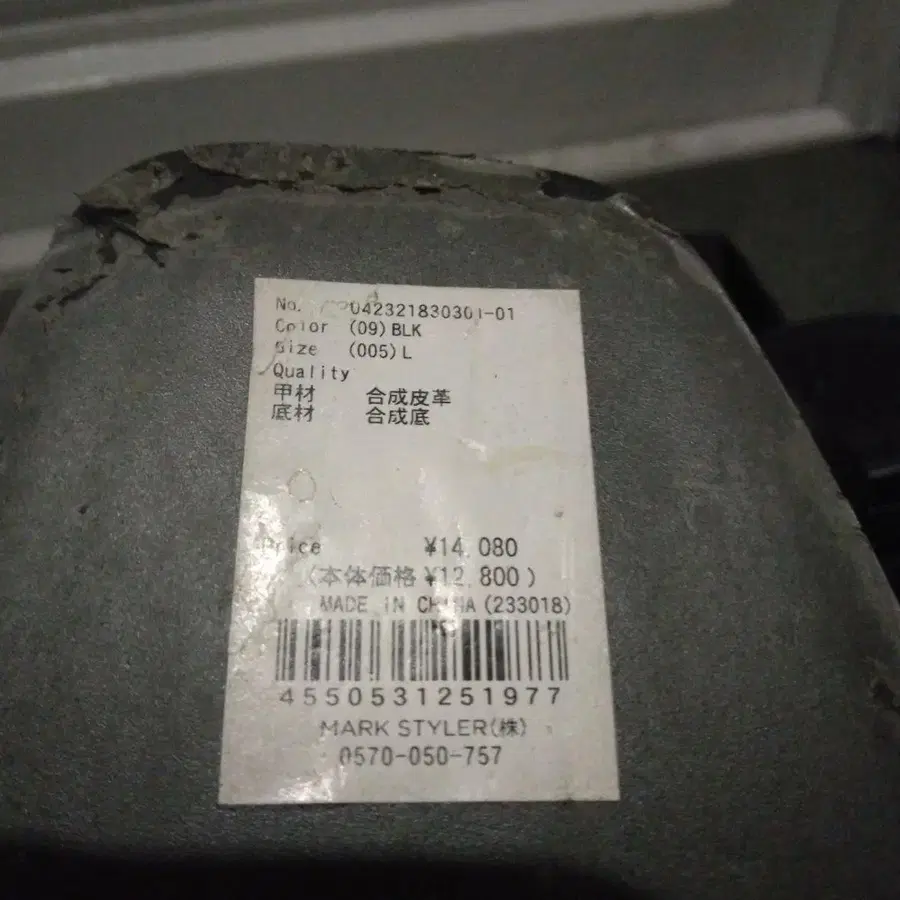 No. 042321830301-01
Color (09)BLK
Size (005)L
Quality
甲材 合成皮革
底材 合成底
Price ¥14,080
(本体価格 ¥12,800)
MADE IN CHINA(233018)
4550531251977
MARK STYLER(株)
0570-050-757